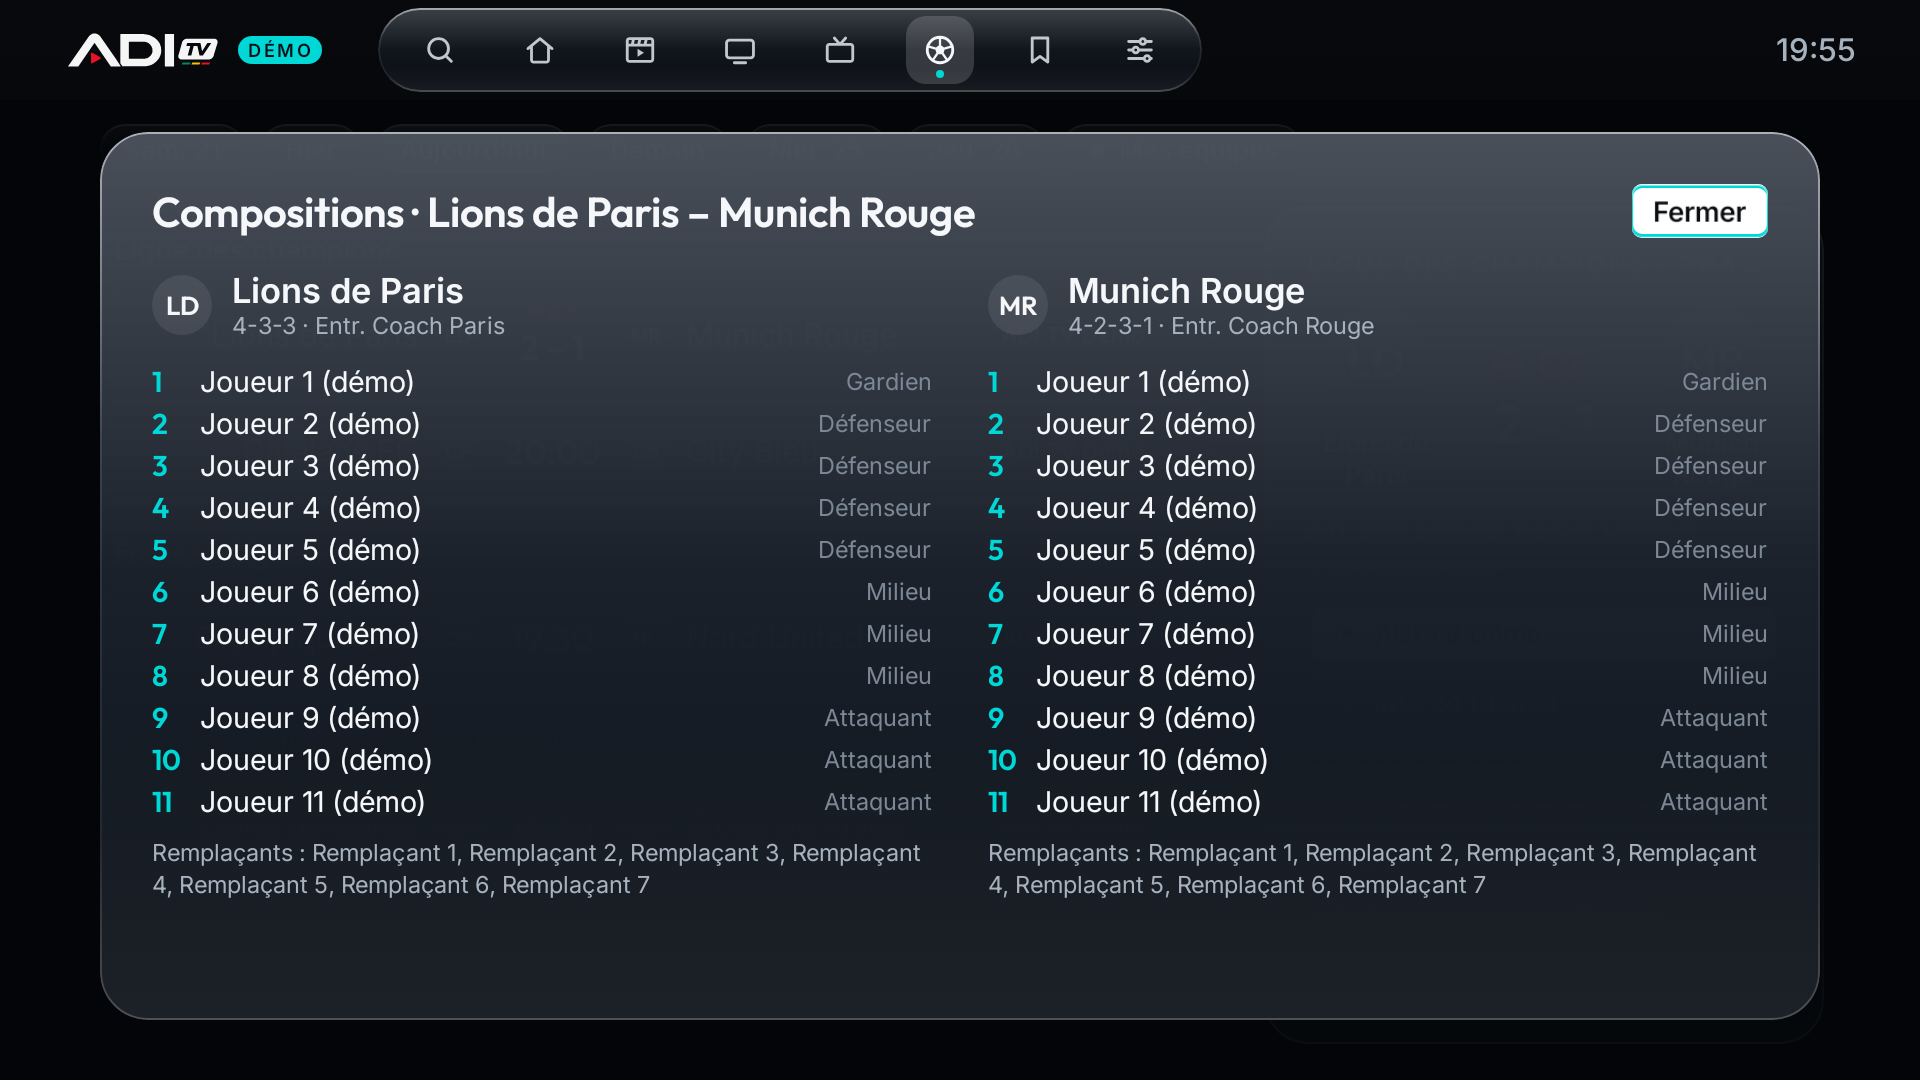 ADI TV DÉMO 19:55
Compositions · Lions de Paris – Munich Rouge
Fermer
LD
Lions de Paris
4-3-3 · Entr. Coach Paris
1 Joueur 1 (démo) Gardien
2 Joueur 2 (démo) Défenseur
3 Joueur 3 (démo) Défenseur
4 Joueur 4 (démo) Défenseur
5 Joueur 5 (démo) Défenseur
6 Joueur 6 (démo) Milieu
7 Joueur 7 (démo) Milieu
8 Joueur 8 (démo) Milieu
9 Joueur 9 (démo) Attaquant
10 Joueur 10 (démo) Attaquant
11 Joueur 11 (démo) Attaquant
Remplaçants : Remplaçant 1, Remplaçant 2, Remplaçant 3, Remplaçant
4, Remplaçant 5, Remplaçant 6, Remplaçant 7
MR
Munich Rouge
4-2-3-1 · Entr. Coach Rouge
1 Joueur 1 (démo) Gardien
2 Joueur 2 (démo) Défenseur
3 Joueur 3 (démo) Défenseur
4 Joueur 4 (démo) Défenseur
5 Joueur 5 (démo) Défenseur
6 Joueur 6 (démo) Milieu
7 Joueur 7 (démo) Milieu
8 Joueur 8 (démo) Milieu
9 Joueur 9 (démo) Attaquant
10 Joueur 10 (démo) Attaquant
11 Joueur 11 (démo) Attaquant
Remplaçants : Remplaçant 1, Remplaçant 2, Remplaçant 3, Remplaçant
4, Remplaçant 5, Remplaçant 6, Remplaçant 7